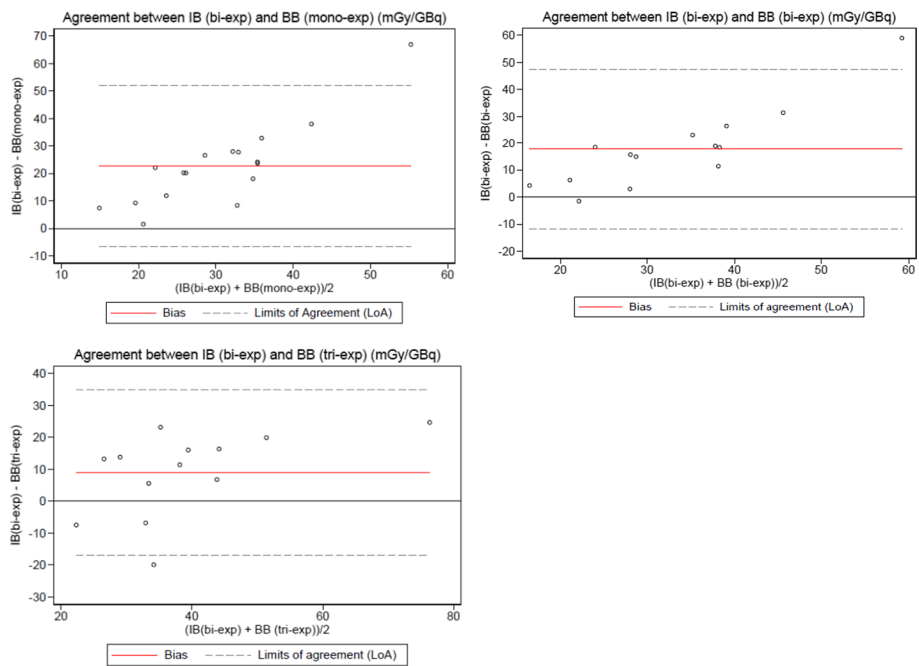 Agreement between IB (bi-exp) and BB (mono-exp) (mGy/GBq)
70
60
50
40
30
20
10
0
-10
IB(bi-exp) - BB(mono-exp)
10 20 30 40 50 60
(IB(bi-exp) + BB(mono-exp))/2
Bias Limits of Agreement (LoA)
Agreement between IB (bi-exp) and BB (bi-exp) (mGy/GBq)
60
50
40
30
20
10
0
-10
-20
IB(bi-exp) - BB(bi-exp)
20 30 40 50 60
(IB(bi-exp) + BB (bi-exp))/2
Bias Limits of Agreement (LoA)
Agreement between IB (bi-exp) and BB (tri-exp) (mGy/GBq)
40
30
20
10
0
-10
-20
-30
IB(bi-exp) - BB(tri-exp)
20 40 60 80
(IB(bi-exp) + BB (tri-exp))/2
Bias Limits of agreement (LoA)